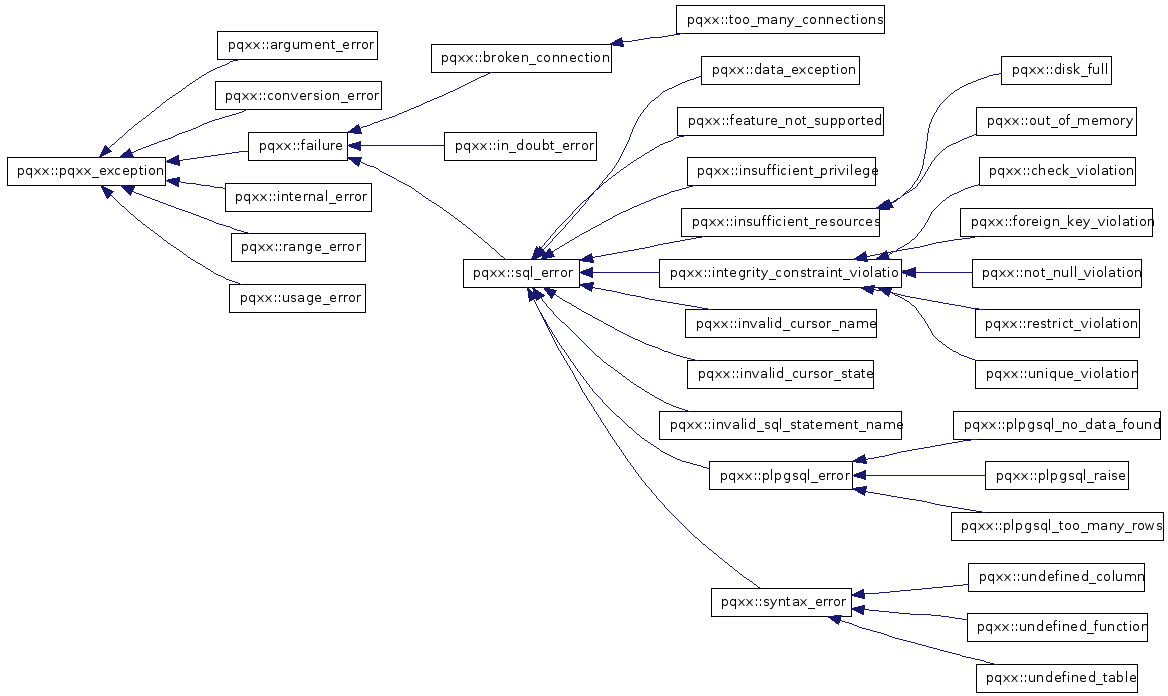 pqxx::too_many_connections
pqxx::argument_error
pqxx::broken_connection
pqxx::data_exception
pqxx::disk_full
pqxx::conversion_error
pqxx::feature_not_supported
pqxx::out_of_memory
pqxx::failure
pqxx::in_doubt_error
pqxx::pqxx_exception
pqxx::insufficient_privilege
pqxx::check_violation
pqxx::internal_error
pqxx::insufficient_resources
pqxx::foreign_key_violation
pqxx::range_error
pqxx::sql_error
pqxx::integrity_constraint_violatio
pqxx::not_null_violation
pqxx::usage_error
pqxx::invalid_cursor_name
pqxx::restrict_violation
pqxx::invalid_cursor_state
pqxx::unique_violation
pqxx::invalid_sql_statement_name
pqxx::plpgsql_no_data_found
pqxx::plpgsql_error
pqxx::plpgsql_raise
pqxx::plpgsql_too_many_rows
pqxx::undefined_column
pqxx::syntax_error
pqxx::undefined_function
pqxx::undefined_table